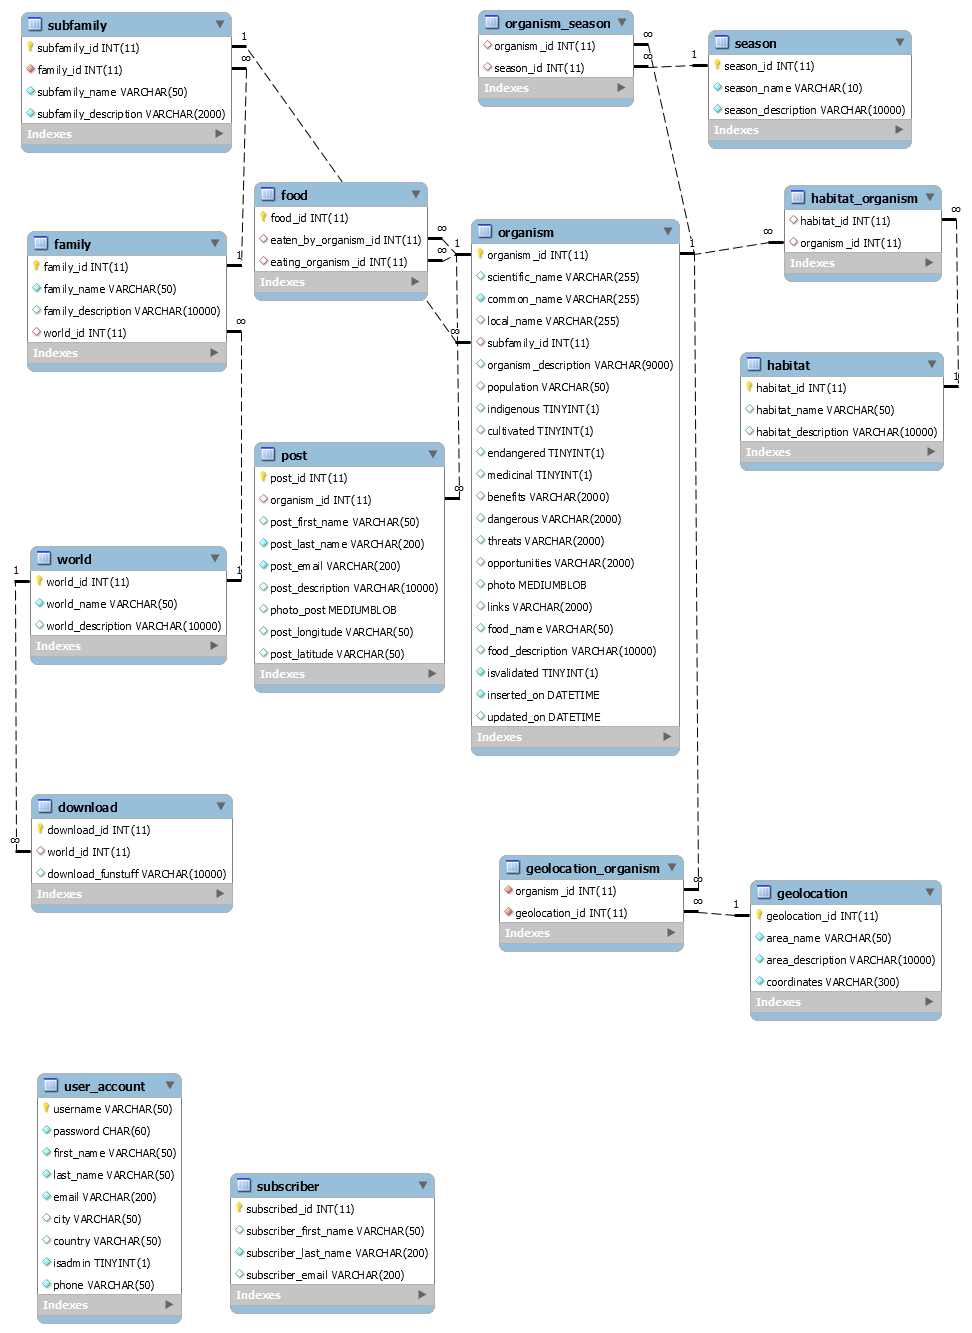 subfamily
subfamily_id INT(11)
family_id INT(11)
subfamily_name VARCHAR(50)
subfamily_description VARCHAR(2000)
Indexes
1
∞
organism_season
organism_id INT(11)
season_id INT(11)
Indexes
∞
∞
1
season
season_id INT(11)
season_name VARCHAR(10)
season_description VARCHAR(10000)
Indexes
food
food_id INT(11)
eaten_by_organism_id INT(11)
eating_organism_id INT(11)
Indexes
∞
∞
1
∞
habitat_organism
habitat_id INT(11)
organism_id INT(11)
Indexes
∞
∞
1
family
family_id INT(11)
family_name VARCHAR(50)
family_description VARCHAR(10000)
world_id INT(11)
Indexes
1
∞
organism
organism_id INT(11)
scientific_name VARCHAR(255)
common_name VARCHAR(255)
local_name VARCHAR(255)
subfamily_id INT(11)
organism_description VARCHAR(9000)
population VARCHAR(50)
indigenous TINYINT(1)
cultivated TINYINT(1)
endangered TINYINT(1)
medicinal TINYINT(1)
benefits VARCHAR(2000)
dangerous VARCHAR(2000)
threats VARCHAR(2000)
opportunities VARCHAR(2000)
photo MEDIUMBLOB
links VARCHAR(2000)
food_name VARCHAR(50)
food_description VARCHAR(10000)
isvalidated TINYINT(1)
inserted_on DATETIME
updated_on DATETIME
Indexes
1
habitat
habitat_id INT(11)
habitat_name VARCHAR(50)
habitat_description VARCHAR(10000)
Indexes
post
post_id INT(11)
organism_id INT(11)
post_first_name VARCHAR(50)
post_last_name VARCHAR(200)
post_email VARCHAR(200)
post_description VARCHAR(10000)
photo_post MEDIUMBLOB
post_longitude VARCHAR(50)
post_latitude VARCHAR(50)
Indexes
∞
world
world_id INT(11)
world_name VARCHAR(50)
world_description VARCHAR(10000)
Indexes
1
1
download
download_id INT(11)
world_id INT(11)
download_funstuff VARCHAR(10000)
Indexes
∞
geolocation_organism
organism_id INT(11)
geolocation_id INT(11)
Indexes
∞
∞
1
geolocation
geolocation_id INT(11)
area_name VARCHAR(50)
area_description VARCHAR(10000)
coordinates VARCHAR(300)
Indexes
user_account
username VARCHAR(50)
password CHAR(60)
first_name VARCHAR(50)
last_name VARCHAR(50)
email VARCHAR(200)
city VARCHAR(50)
country VARCHAR(50)
isadmin TINYINT(1)
phone VARCHAR(50)
Indexes
subscriber
subscribed_id INT(11)
subscriber_first_name VARCHAR(50)
subscriber_last_name VARCHAR(200)
subscriber_email VARCHAR(200)
Indexes